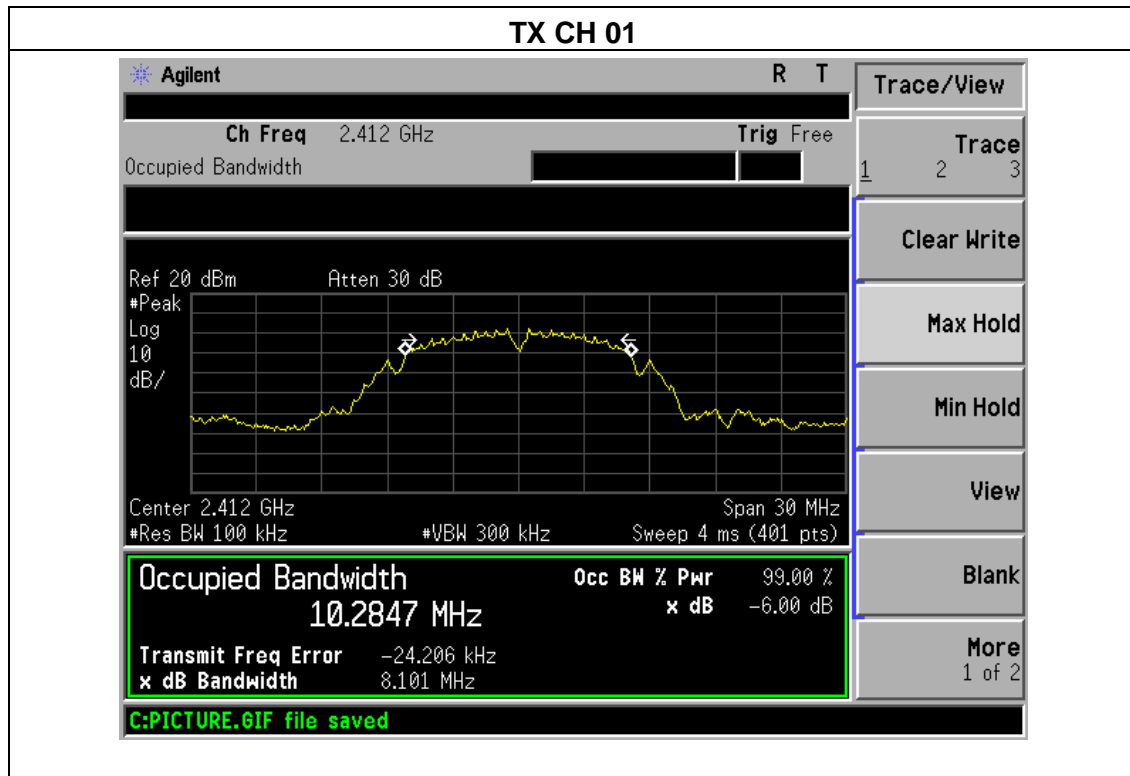 TX CH 01
Agilent R T
Trace/View
Ch Freq 2.412 GHz Trig Free
Occupied Bandwidth
Trace
1 2 3
Clear Write
Ref 20 dBm Atten 30 dB
#Peak
Log
10
dB/
Max Hold
Min Hold
View
Center 2.412 GHz Span 30 MHz
#Res BW 100 kHz #VBW 300 kHz Sweep 4 ms (401 pts)
Occupied Bandwidth Occ BW % Pwr 99.00 %
10.2847 MHz x dB -6.00 dB
Blank
Transmit Freq Error -24.206 kHz
x dB Bandwidth 8.101 MHz
More
1 of 2
C:PICTURE.GIF file saved